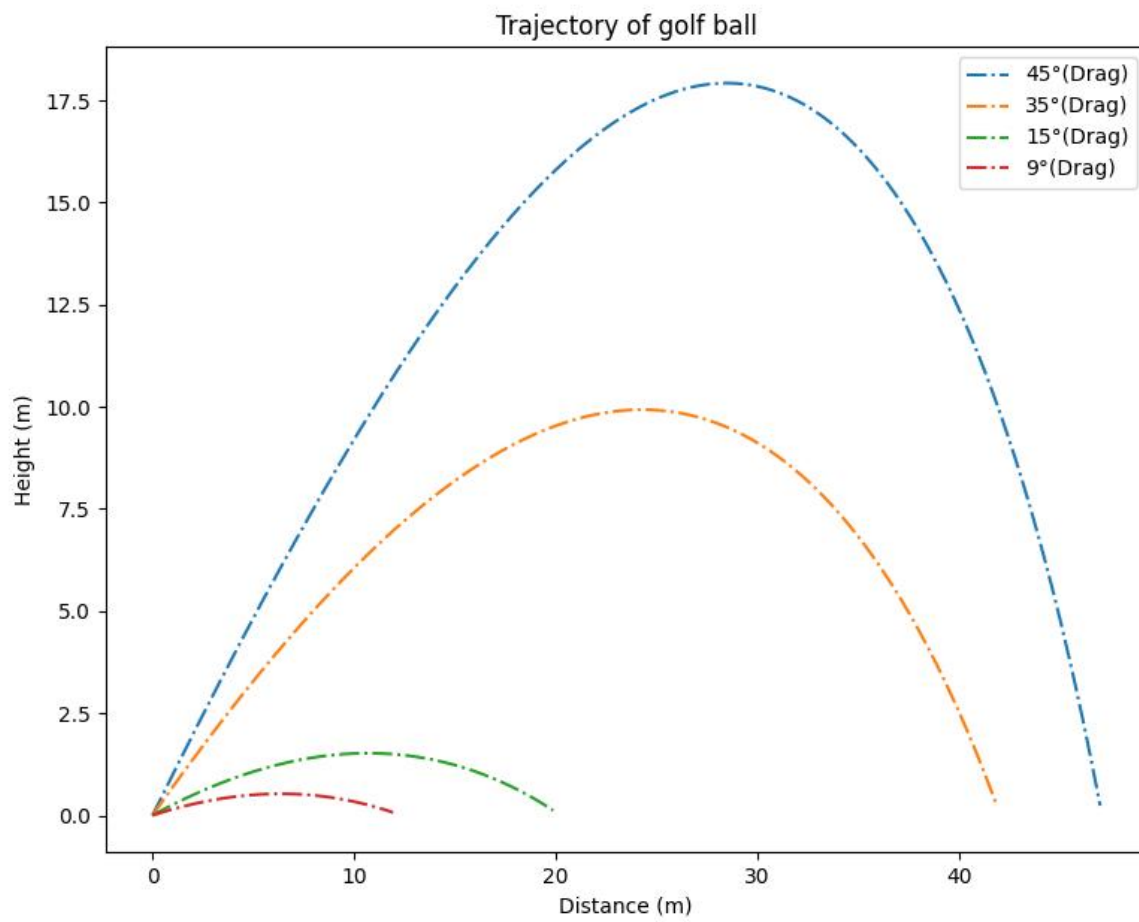 Trajectory of golf ball
45°(Drag)
35°(Drag)
15°(Drag)
9°(Drag)
17.5
15.0
12.5
10.0
7.5
5.0
2.5
0.0
Height (m)
0 10 20 30 40
Distance (m)